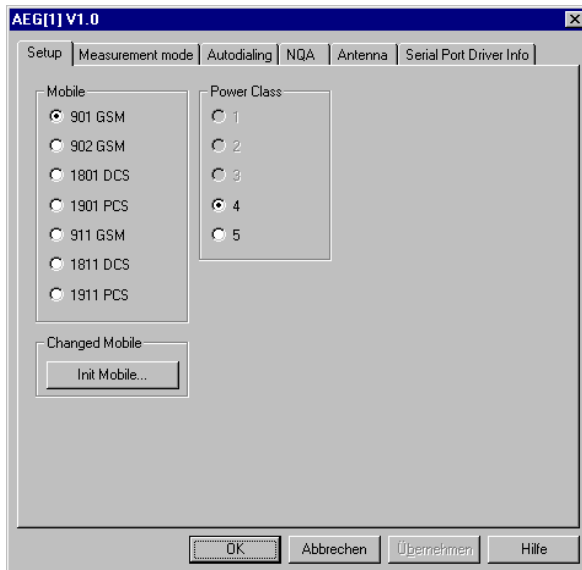 AEG[1] V1.0
Setup Measurement mode Autodialing NQA Antenna Serial Port Driver Info
Mobile
901 GSM
902 GSM
1801 DCS
1901 PCS
911 GSM
1811 DCS
1911 PCS
Power Class
1
2
3
4
5
Changed Mobile
Init Mobile...
OK Abbrechen Übernehmen Hilfe